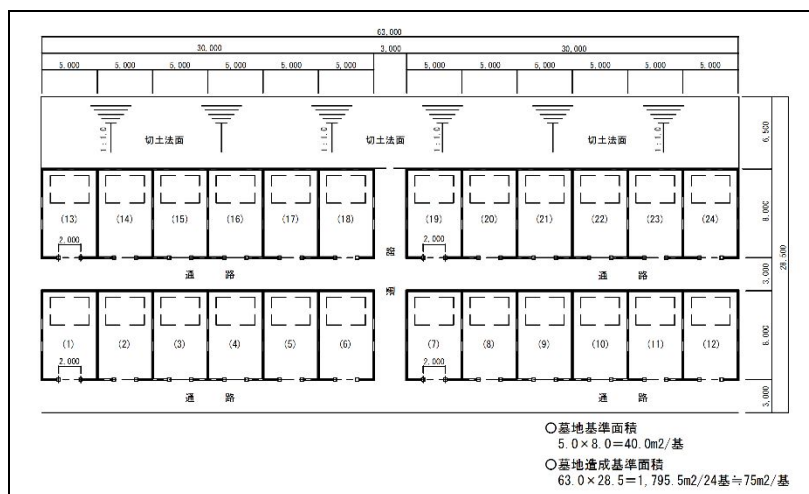 63,000
30,000 3,000 30,000
5,000 5,000 5,000 5,000 5,000 5,000 5,000 5,000 5,000 5,000 5,000 5,000
1:1.0 切土法面 1:1.0 切土法面 1:1.0 切土法面 1:1.0
6,500
(13) (14) (15) (16) (17) (18) (19) (20) (21) (22) (23) (24)
8,000
2,000 2,000
28,500
通路 通路
3,000
(1) (2) (3) (4) (5) (6) (7) (8) (9) (10) (11) (12)
8,000
2,000 2,000
通路 通路
3,000
○墓地基準面積
5.0×8.0=40.0m2/基
○墓地造成基準面積
63.0×28.5=1,795.5m2/24基≒75m2/基